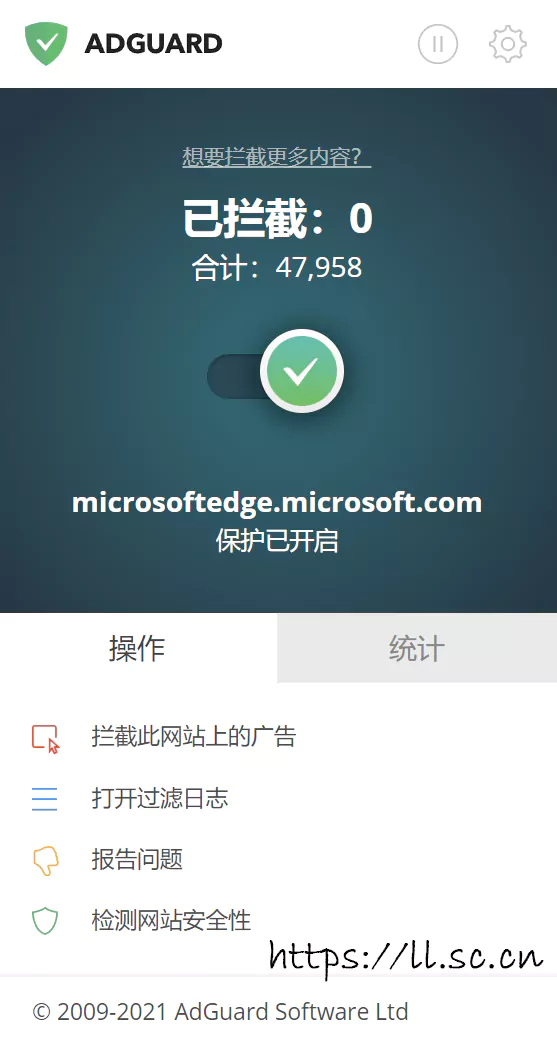 ADGUARD
想要拦截更多内容？
已拦截：0
合计：47,958
microsoftedge.microsoft.com
保护已开启
操作
统计
拦截此网站上的广告
打开过滤日志
报告问题
检测网站安全性
https://ll.sc.cn
© 2009-2021 AdGuard Software Ltd